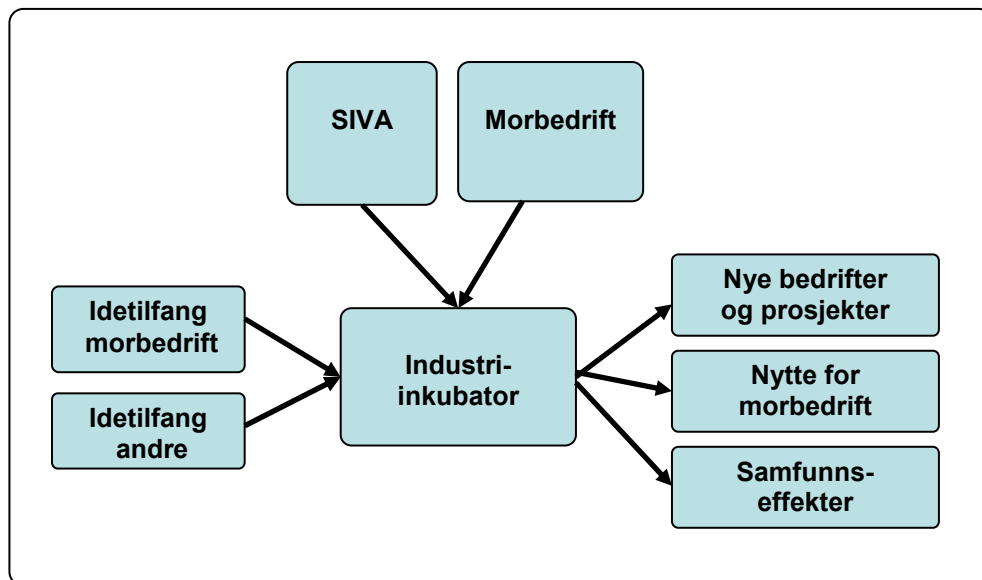 SIVA
Morbedrift
Idetilfang
morbedrift
Idetilfang
andre
Industri-
inkubator
Nye bedrifter
og prosjekter
Nytte for
morbedrift
Samfunns-
effekter